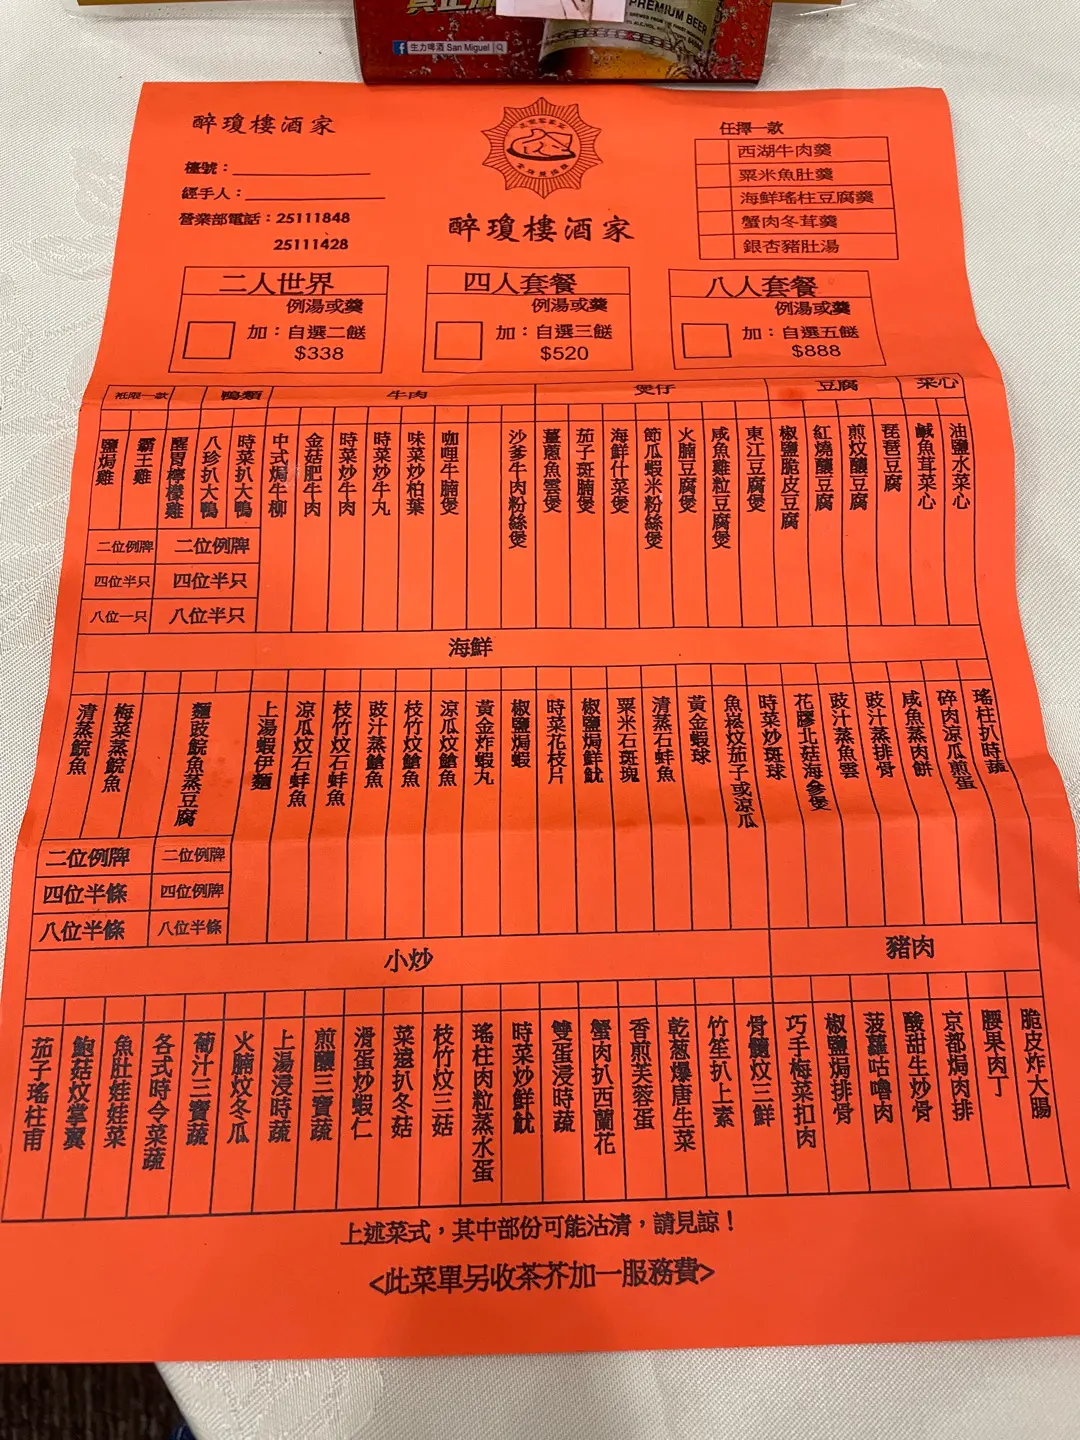 PREMIUM BEER
生力啤酒 San Miguel
醉瓊樓酒家
檯號：
經手人：
營業部電話：25111848
25111428
醉瓊樓酒家
任擇一款
西湖牛肉羹
粟米魚肚羹
海鮮瑤柱豆腐羹
蟹肉冬茸羹
銀杏豬肚湯
二人世界
例湯或羹
加：自選二餸
$338
四人套餐
例湯或羹
加：自選三餸
$520
八人套餐
例湯或羹
加：自選五餸
$888
祗限一款
鴨類
牛肉
煲仔
豆腐
菜心
鹽焗雞
霸王雞
醒胃檸檬雞
八珍扒大鴨
時菜扒大鴨
中式焗牛柳
金菇肥牛肉
時菜炒牛肉
時菜炒牛丸
味菜炒柏葉
咖哩牛腩煲
沙爹牛肉粉絲煲
薑蔥魚雲煲
茄子斑腩煲
海鮮什菜煲
節瓜蝦米粉絲煲
火腩豆腐煲
咸魚雞粒豆腐煲
東江豆腐煲
椒鹽脆皮豆腐
紅燒釀豆腐
煎炆釀豆腐
琵琶豆腐
鹹魚茸菜心
油鹽水菜心
二位例牌
二位例牌
四位半只
四位半只
八位一只
八位半只
海鮮
清蒸鯇魚
梅菜蒸鯇魚
麵豉鯇魚蒸豆腐
上湯蝦伊麵
涼瓜炆石蚌魚
枝竹炆石蚌魚
豉汁蒸鯧魚
枝竹炆鯧魚
涼瓜炆鯧魚
黃金炸蝦丸
椒鹽焗蝦
時菜花枝片
椒鹽焗鮮魷
粟米石斑塊
清蒸石蚌魚
黃金蝦球
魚崧炆茄子或涼瓜
時菜炒斑球
花膠北菇海參煲
豉汁蒸魚雲
豉汁蒸排骨
咸魚蒸肉餅
碎肉涼瓜煎蛋
瑤柱扒時蔬
二位例牌
二位例牌
四位半條
四位例牌
八位半條
八位半條
小炒
豬肉
茄子瑤柱甫
鮑菇炆掌翼
魚肚娃娃菜
各式時令菜蔬
葡汁三寶蔬
火腩炆冬瓜
上湯浸時蔬
煎釀三寶蔬
滑蛋炒蝦仁
菜遠扒冬菇
枝竹炆三菇
瑤柱肉粒蒸水蛋
時菜炒鮮魷
雙蛋浸時蔬
蟹肉扒西蘭花
香煎芙蓉蛋
乾葱爆唐生菜
竹笙扒上素
骨髓炆三鮮
巧手梅菜扣肉
椒鹽焗排骨
菠蘿咕嚕肉
酸甜生炒骨
京都焗肉排
腰果肉丁
脆皮炸大腸
上述菜式，其中部份可能沽清，請見諒！
<此菜單另收茶芥加一服務費>